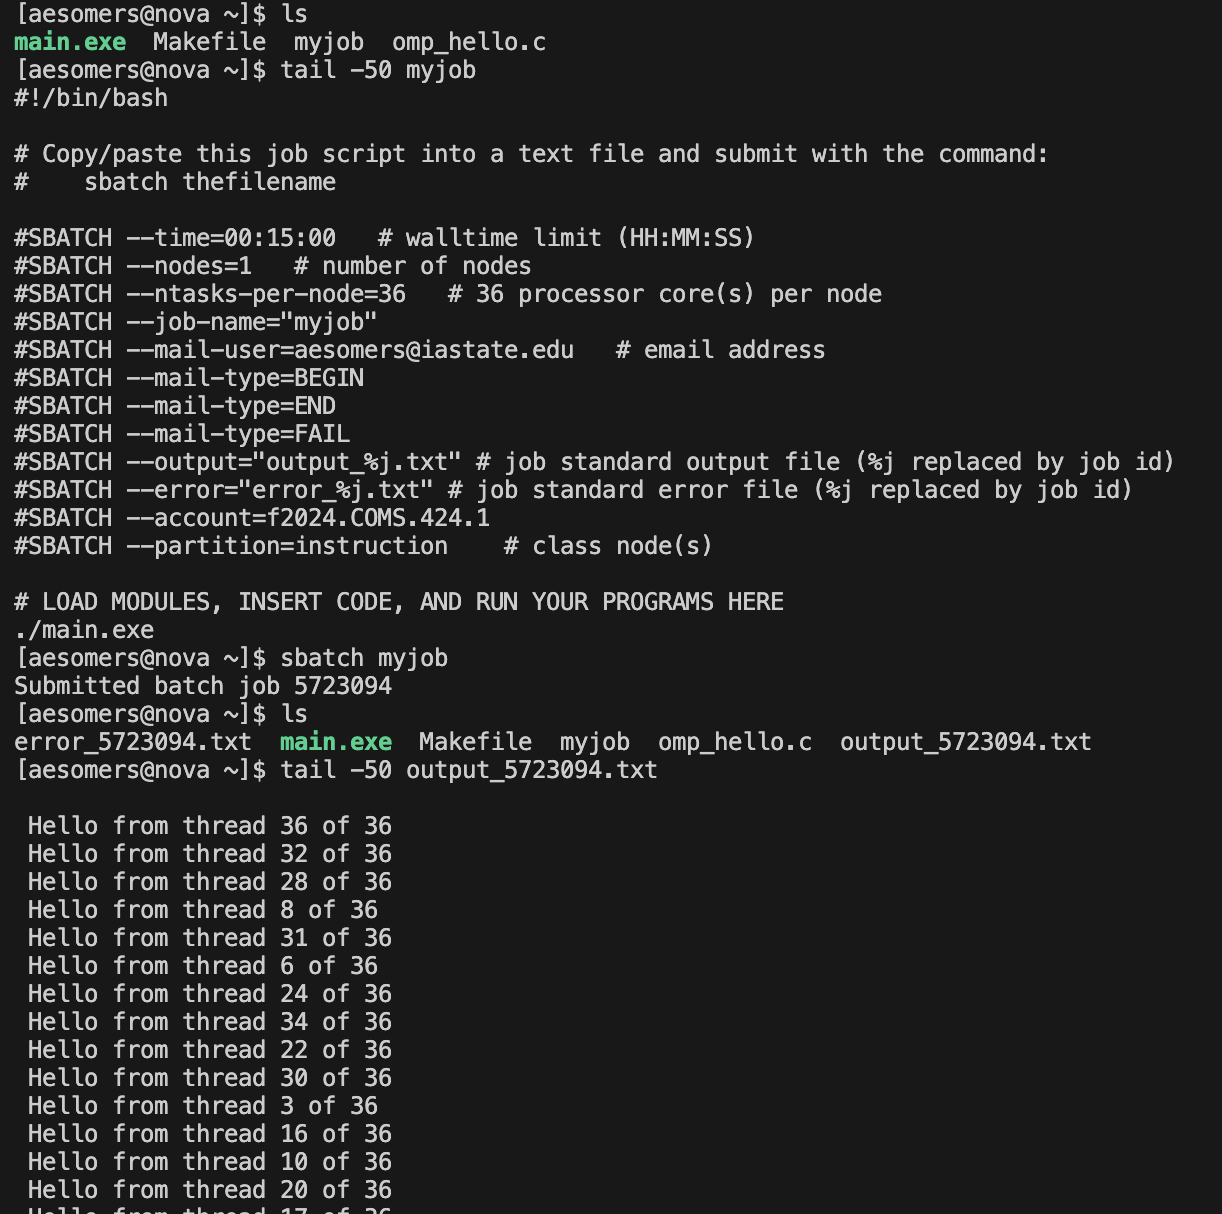 [aesomers@nova ~]$ ls
main.exe  Makefile  myjob  omp_hello.c
[aesomers@nova ~]$ tail -50 myjob
#!/bin/bash

# Copy/paste this job script into a text file and submit with the command:
#    sbatch thefilename

#SBATCH --time=00:15:00   # walltime limit (HH:MM:SS)
#SBATCH --nodes=1   # number of nodes
#SBATCH --ntasks-per-node=36   # 36 processor core(s) per node
#SBATCH --job-name="myjob"
#SBATCH --mail-user=aesomers@iastate.edu   # email address
#SBATCH --mail-type=BEGIN
#SBATCH --mail-type=END
#SBATCH --mail-type=FAIL
#SBATCH --output="output_%j.txt" # job standard output file (%j replaced by job id)
#SBATCH --error="error_%j.txt" # job standard error file (%j replaced by job id)
#SBATCH --account=f2024.COMS.424.1
#SBATCH --partition=instruction    # class node(s)

# LOAD MODULES, INSERT CODE, AND RUN YOUR PROGRAMS HERE
./main.exe
[aesomers@nova ~]$ sbatch myjob
Submitted batch job 5723094
[aesomers@nova ~]$ ls
error_5723094.txt  main.exe  Makefile  myjob  omp_hello.c  output_5723094.txt
[aesomers@nova ~]$ tail -50 output_5723094.txt

 Hello from thread 36 of 36
 Hello from thread 32 of 36
 Hello from thread 28 of 36
 Hello from thread 8 of 36
 Hello from thread 31 of 36
 Hello from thread 6 of 36
 Hello from thread 24 of 36
 Hello from thread 34 of 36
 Hello from thread 22 of 36
 Hello from thread 30 of 36
 Hello from thread 3 of 36
 Hello from thread 16 of 36
 Hello from thread 10 of 36
 Hello from thread 20 of 36
 Hello from thread 17 of 36